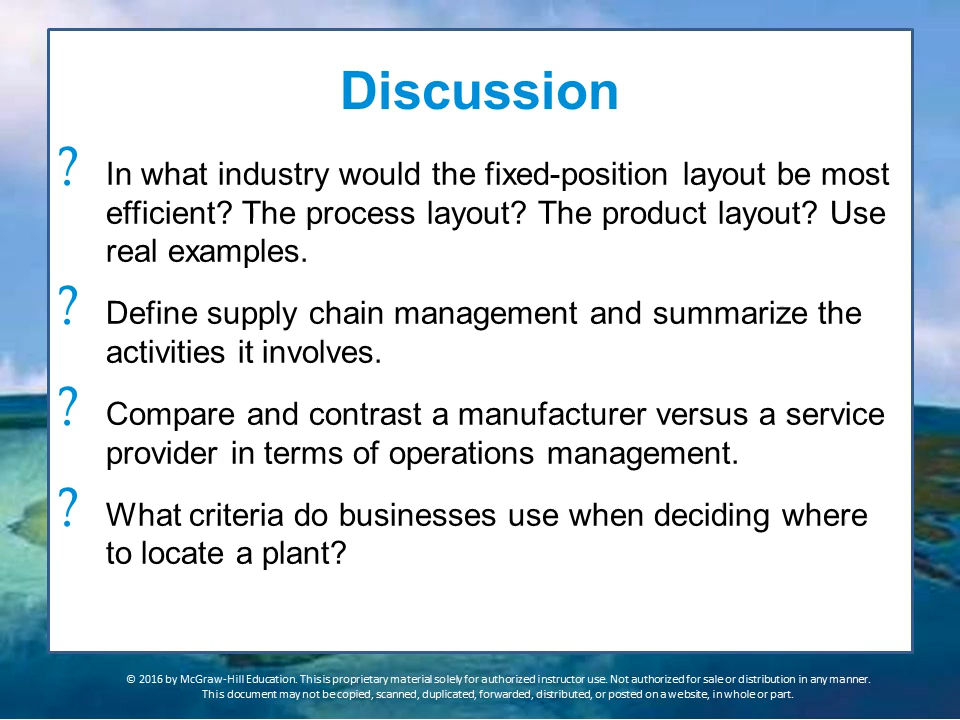 Discussion
? In what industry would the fixed-position layout be most
efficient? The process layout? The product layout? Use
real examples.
? Define supply chain management and summarize the
activities it involves.
? Compare and contrast a manufacturer versus a service
provider in terms of operations management.
? What criteria do businesses use when deciding where
to locate a plant?
© 2016 by McGraw-Hill Education. This is proprietary material solely for authorized instructor use. Not authorized for sale or distribution in any manner.
This document may not be copied, scanned, duplicated, forwarded, distributed, or posted on a website, in whole or part.